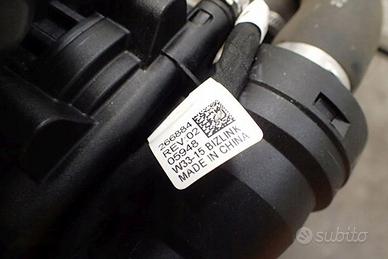 266884
REV:02
05948
W33-15 BIZLINK
MADE IN CHINA
subito